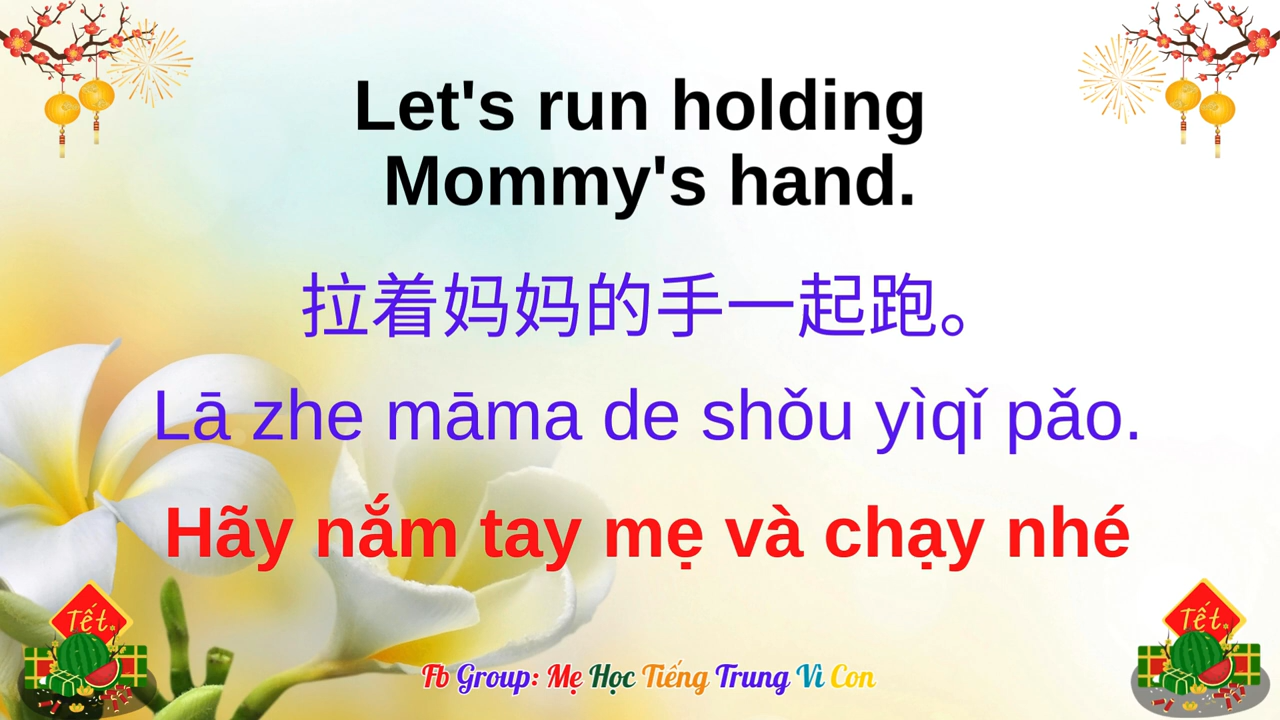 Let's run holding
Mommy's hand.
拉着妈妈的手一起跑。
Lā zhe māma de shǒu yìqǐ pǎo.
Hãy nắm tay mẹ và chạy nhé
Tết
Tết
Fb Group: Mẹ Học Tiếng Trung Vì Con